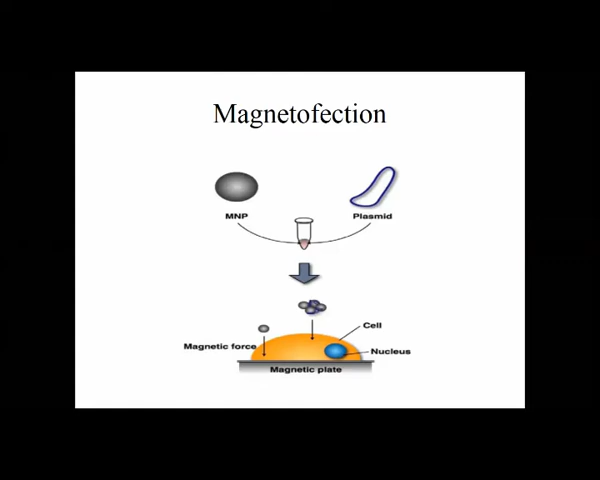 Magnetofection
MNP
Plasmid
Cell
Magnetic force
Nucleus
Magnetic plate